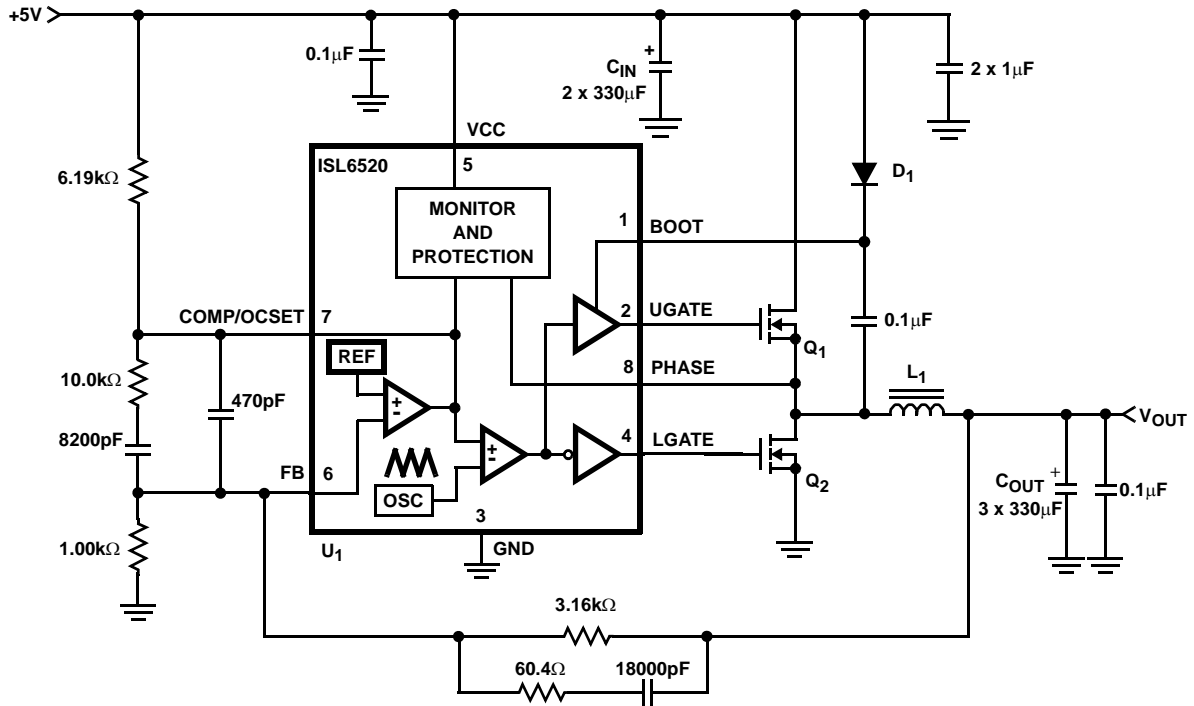 +5V
0.1μF
+
CIN
2 x 330μF
2 x 1μF
VCC
ISL6520
5
6.19kΩ
D1
MONITOR
AND
PROTECTION
1
BOOT
COMP/OCSET
7
2
UGATE
0.1μF
REF
Q1
8
PHASE
L1
10.0kΩ
470pF
+
-
+
-
4
LGATE
VOUT
8200pF
FB
6
OSC
Q2
COUT
+
3 x 330μF
0.1μF
3
1.00kΩ
U1
GND
3.16kΩ
60.4Ω
18000pF